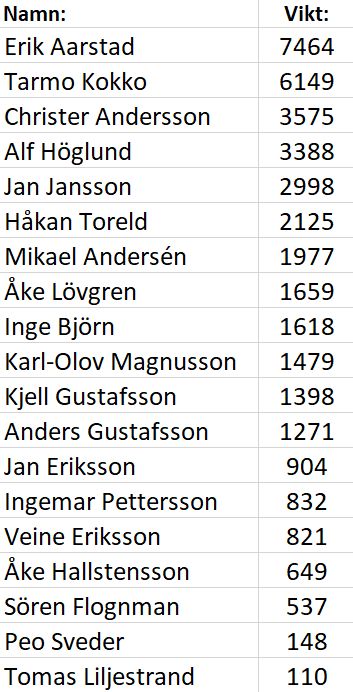 Namn: Vikt:
Erik Aarstad 7464
Tarmo Kokko 6149
Christer Andersson 3575
Alf Höglund 3388
Jan Jansson 2998
Håkan Toreld 2125
Mikael Andersén 1977
Åke Lövgren 1659
Inge Björn 1618
Karl-Olov Magnusson 1479
Kjell Gustafsson 1398
Anders Gustafsson 1271
Jan Eriksson 904
Ingemar Pettersson 832
Veine Eriksson 821
Åke Hallstensson 649
Sören Flognman 537
Peo Sveder 148
Tomas Liljestrand 110